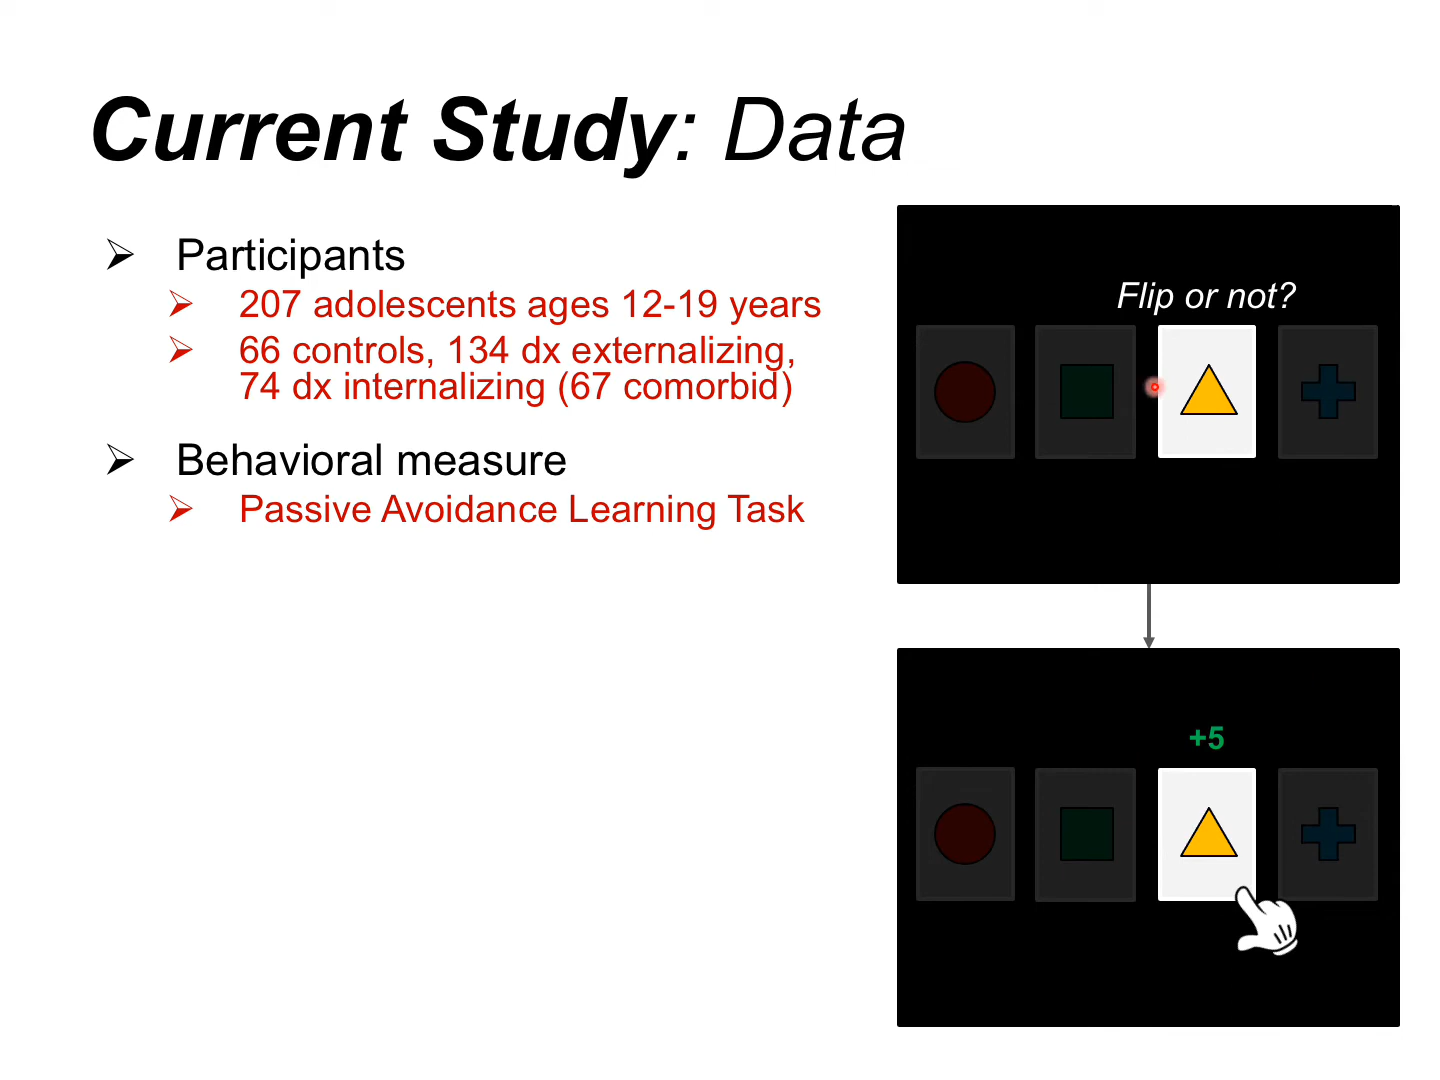 Current Study: Data
Participants
207 adolescents ages 12-19 years
66 controls, 134 dx externalizing,
74 dx internalizing (67 comorbid)
Behavioral measure
Passive Avoidance Learning Task
Flip or not?
+5